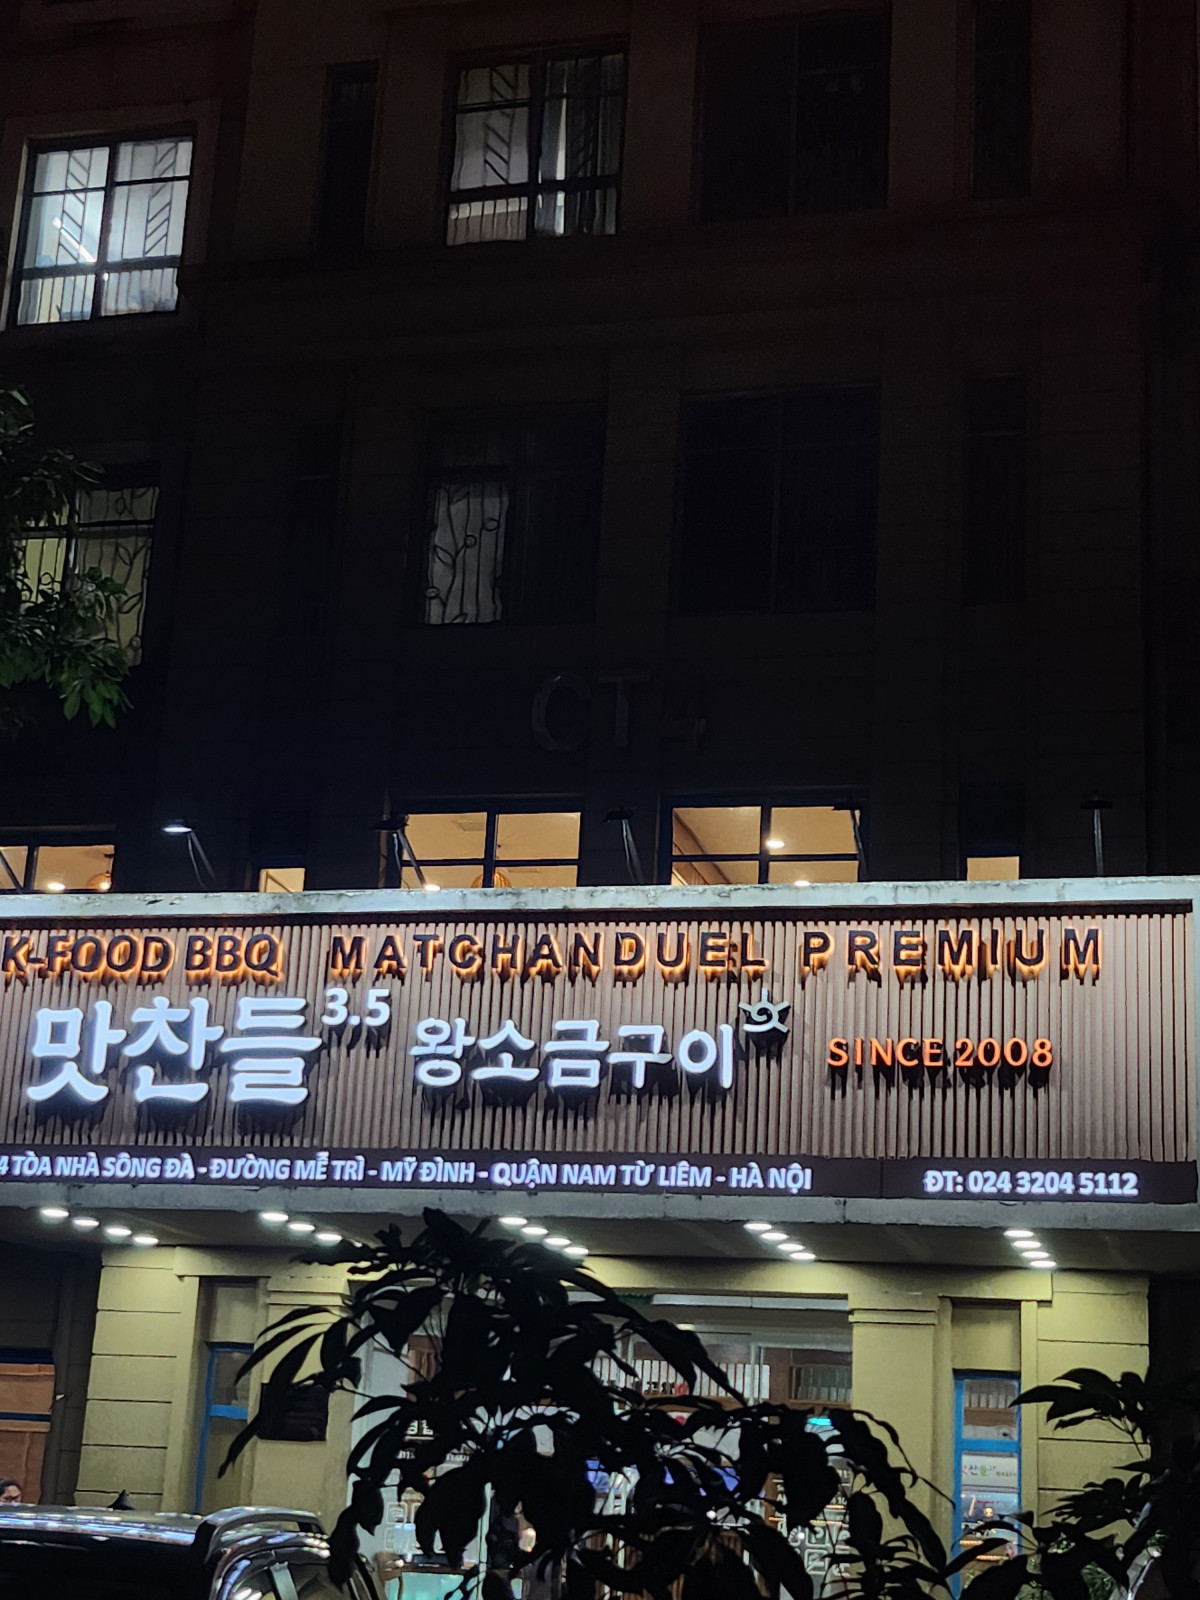 CT4
K-FOOD BBQ MATCHANDUEL PREMIUM
맛찬들 3.5 왕소금구이 SINCE 2008
4 TÒA NHÀ SÔNG ĐÀ - ĐƯỜNG MỄ TRÌ - MỸ ĐÌNH - QUẬN NAM TỪ LIÊM - HÀ NỘI ĐT: 024 3204 5112